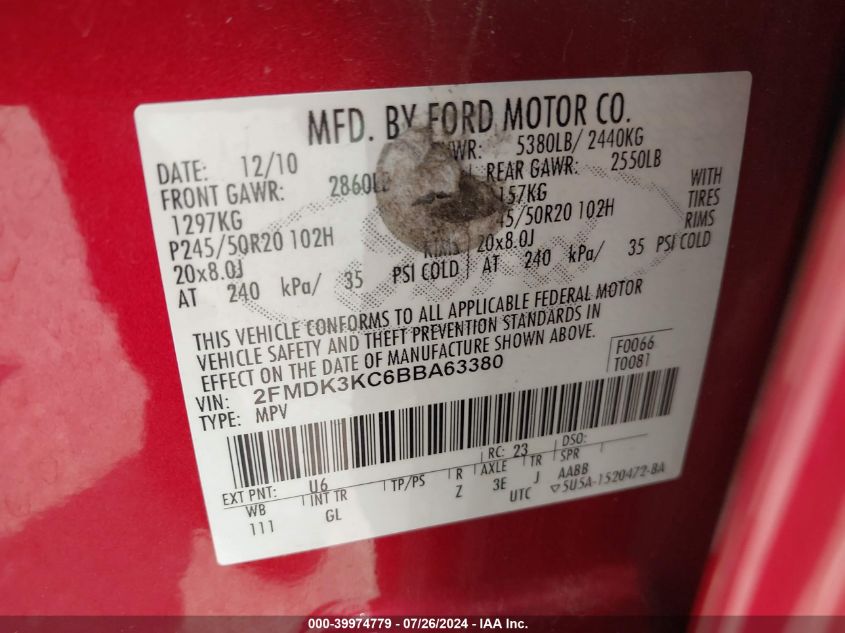 MFD. BY FORD MOTOR CO.
DATE: 12/10 WR: 5380LB/ 2440KG
FRONT GAWR: 2860LB REAR GAWR: 2550LB
1297KG 157KG WITH
P245/50R20 102H /50R20 102H TIRES
20x8.0J RIMS 20x8.0J RIMS
AT 240 kPa/ 35 PSI COLD AT 240 kPa/ 35 PSI COLD
THIS VEHICLE CONFORMS TO ALL APPLICABLE FEDERAL MOTOR
VEHICLE SAFETY AND THEFT PREVENTION STANDARDS IN
EFFECT ON THE DATE OF MANUFACTURE SHOWN ABOVE.
VIN: 2FMDK3KC6BBA63380 F0066
TYPE: MPV T0081
EXT PNT: U6 RC: 23 DSO:
WB INT TR TP/PS R AXLE TR SPR
111 GL Z 3E J AABB
UTC ▽5U5A-1520472-BA
000-39974779 / 07/26/2024 - IAA Inc.